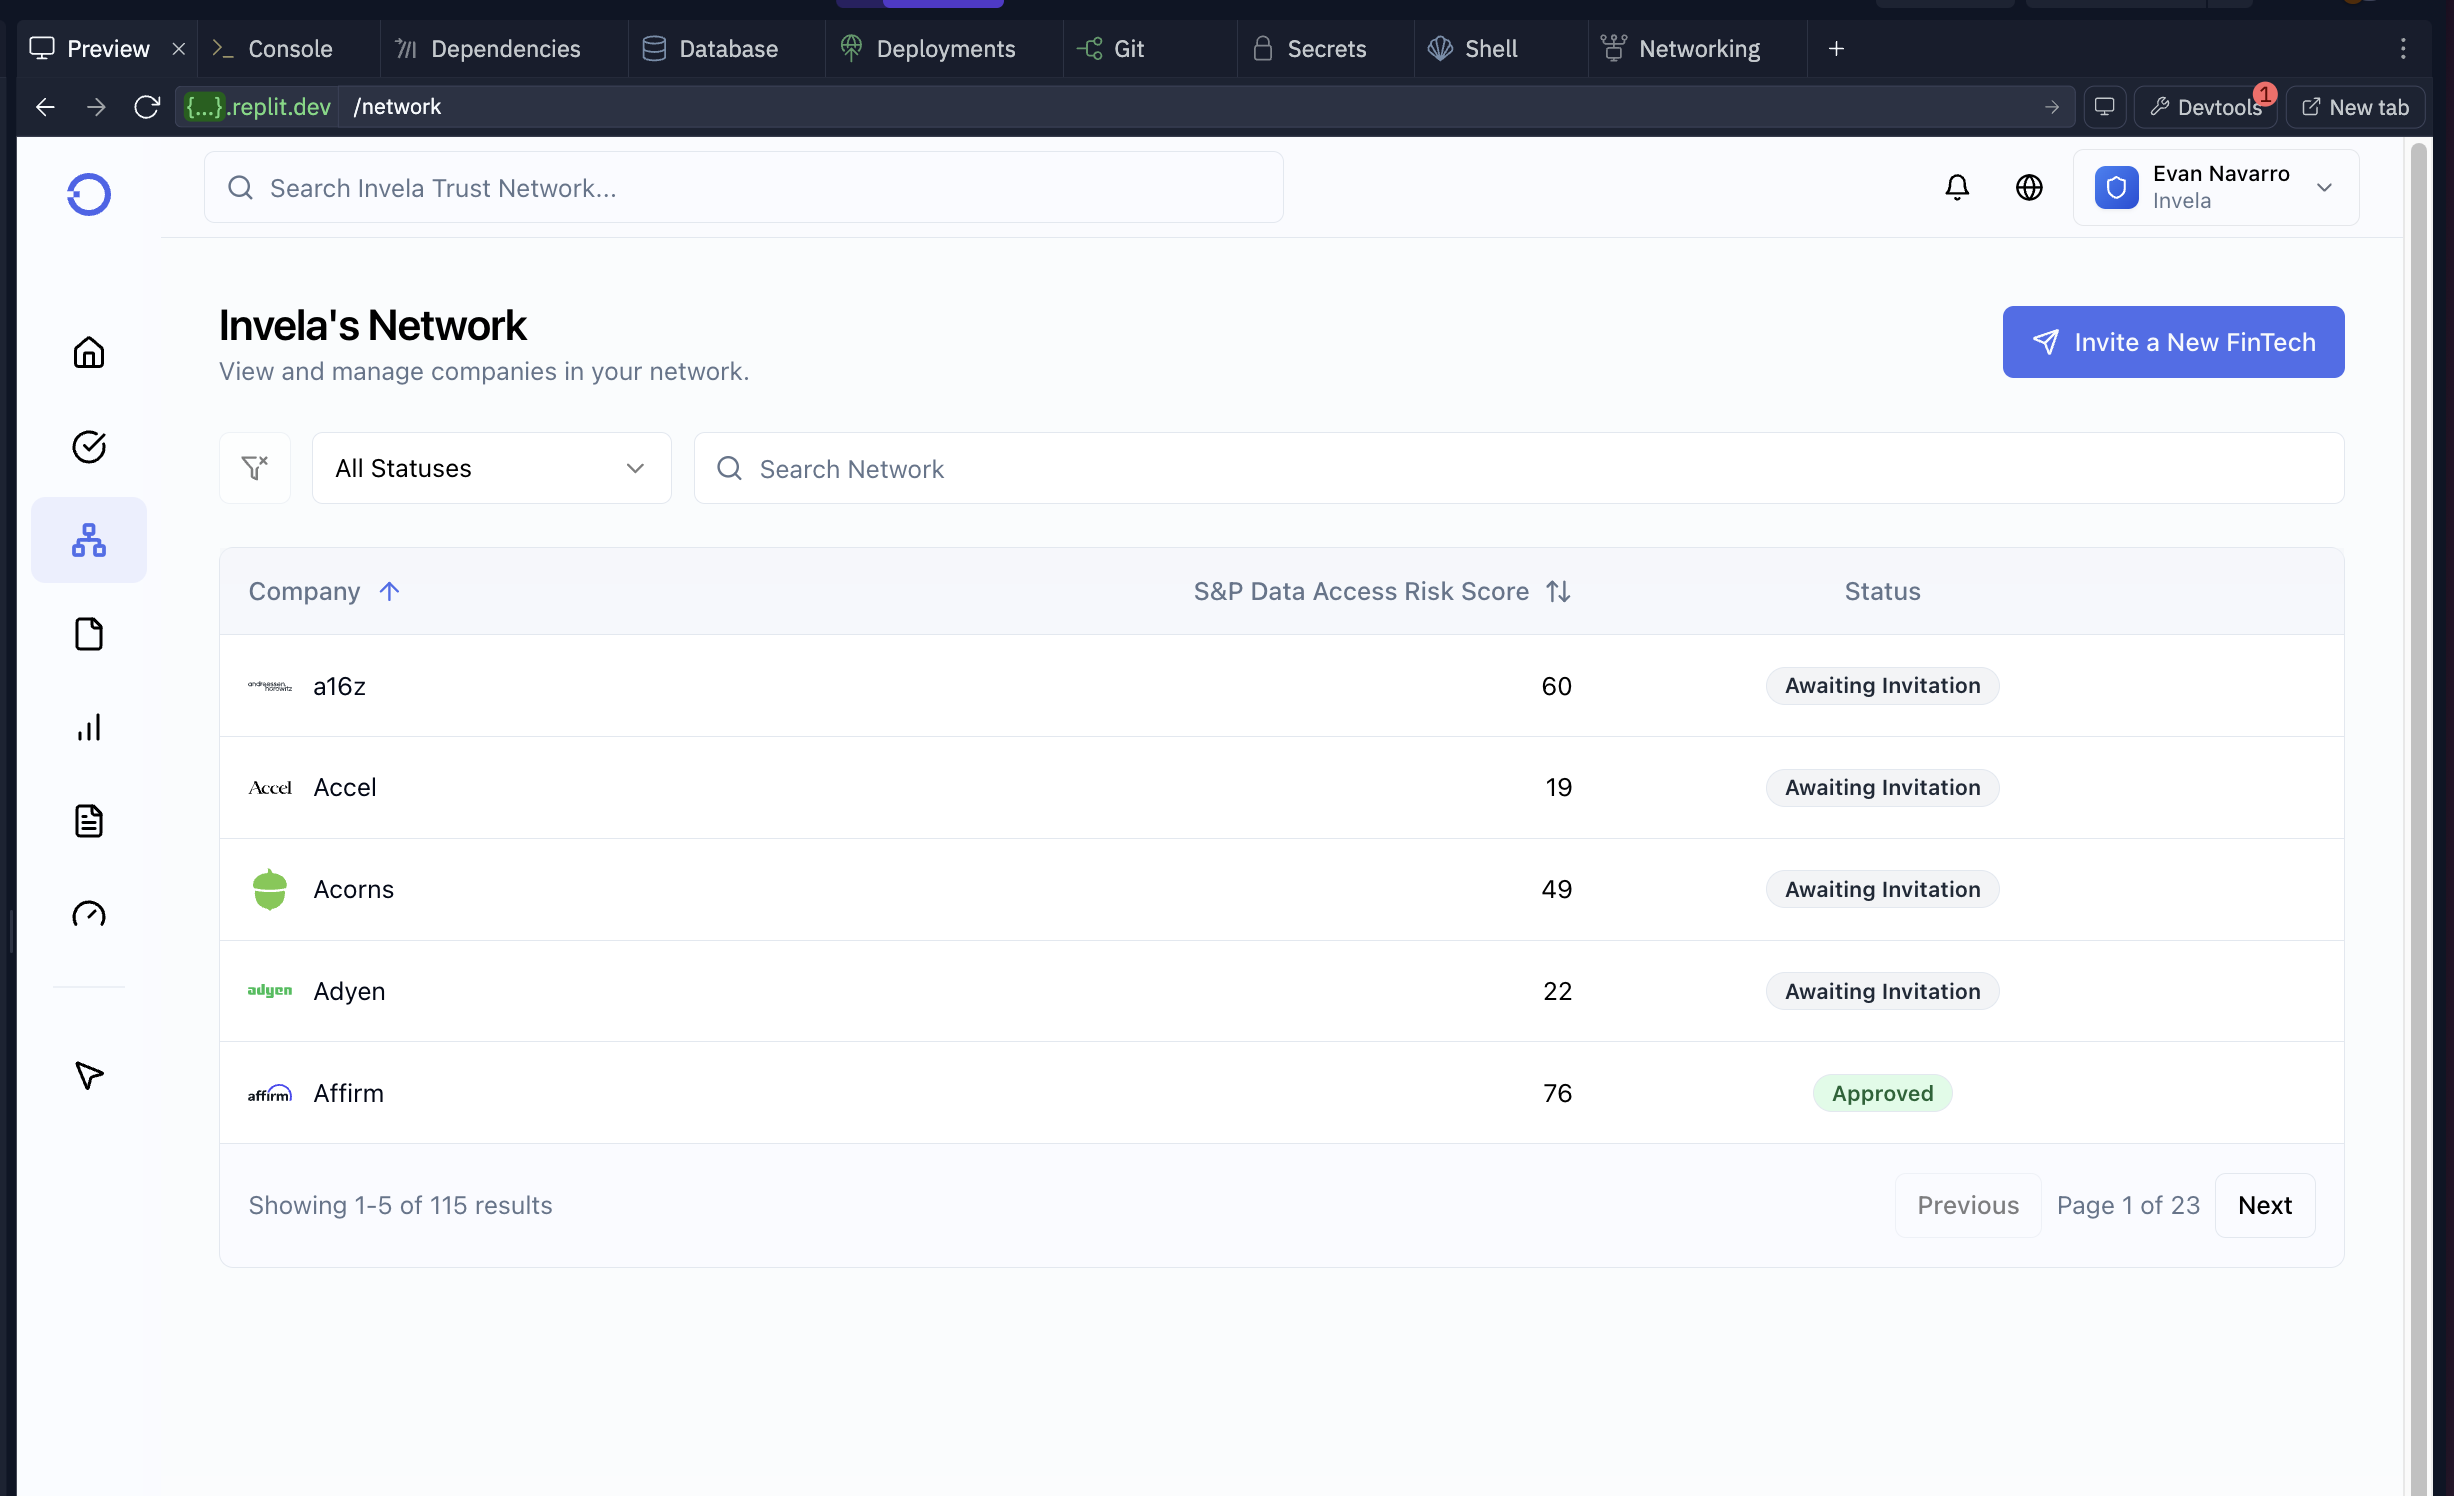 Preview
Console
Dependencies
Database
Deployments
Git
Secrets
Shell
Networking
{...}.replit.dev /network
Devtools 1
New tab
Search Invela Trust Network...
Evan Navarro
Invela
Invela's Network
View and manage companies in your network.
Invite a New FinTech
All Statuses
Search Network
Company S&P Data Access Risk Score Status
andreessen horowitz a16z 60 Awaiting Invitation
Accel Accel 19 Awaiting Invitation
Acorns 49 Awaiting Invitation
adyen Adyen 22 Awaiting Invitation
affirm Affirm 76 Approved
Showing 1-5 of 115 results
Previous Page 1 of 23 Next